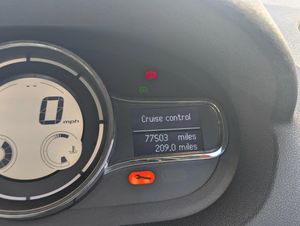 0 mph
Cruise control
77503 miles
209.0 miles